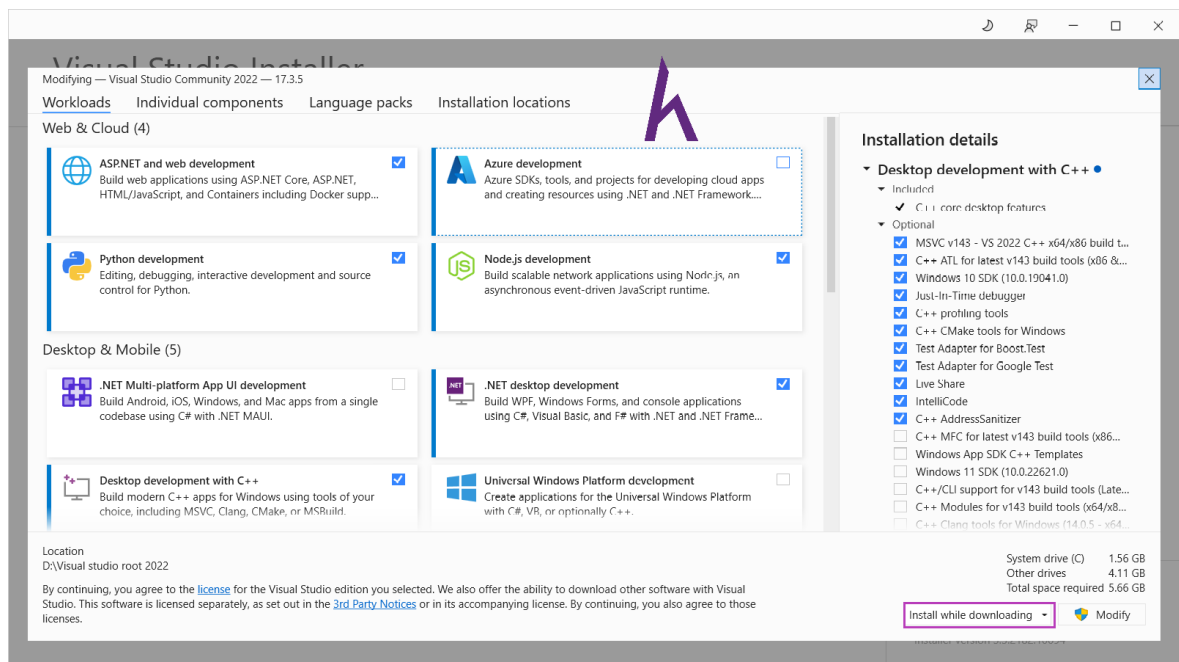 Visual Studio Installer
Modifying — Visual Studio Community 2022 — 17.3.5
Workloads Individual components Language packs Installation locations
Web & Cloud (4)
ASP.NET and web development
Build web applications using ASP.NET Core, ASP.NET,
HTML/JavaScript, and Containers including Docker supp...
Azure development
Azure SDKs, tools, and projects for developing cloud apps
and creating resources using .NET and .NET Framework....
Python development
Editing, debugging, interactive development and source
control for Python.
Node.js development
Build scalable network applications using Node.js, an
asynchronous event-driven JavaScript runtime.
Desktop & Mobile (5)
.NET Multi-platform App UI development
Build Android, iOS, Windows, and Mac apps from a single
codebase using C# with .NET MAUI.
.NET
.NET desktop development
Build WPF, Windows Forms, and console applications
using C#, Visual Basic, and F# with .NET and .NET Frame...
Desktop development with C++
Build modern C++ apps for Windows using tools of your
choice, including MSVC, Clang, CMake, or MSBuild.
Universal Windows Platform development
Create applications for the Universal Windows Platform
with C#, VB, or optionally C++.
Installation details
Desktop development with C++
Included
C++ core desktop features
Optional
MSVC v143 - VS 2022 C++ x64/x86 build t...
C++ ATL for latest v143 build tools (x86 &...
Windows 10 SDK (10.0.19041.0)
Just-In-Time debugger
C++ profiling tools
C++ CMake tools for Windows
Test Adapter for Boost.Test
Test Adapter for Google Test
Live Share
IntelliCode
C++ AddressSanitizer
C++ MFC for latest v143 build tools (x86...
Windows App SDK C++ Templates
Windows 11 SDK (10.0.22621.0)
C++/CLI support for v143 build tools (Late...
C++ Modules for v143 build tools (x64/x8...
C++ Clang tools for Windows (14.0.5 - x64...
Location
D:\Visual studio root 2022
By continuing, you agree to the license for the Visual Studio edition you selected. We also offer the ability to download other software with Visual
Studio. This software is licensed separately, as set out in the 3rd Party Notices or in its accompanying license. By continuing, you also agree to those
licenses.
System drive (C) 1.56 GB
Other drives 4.11 GB
Total space required 5.66 GB
Install while downloading Modify